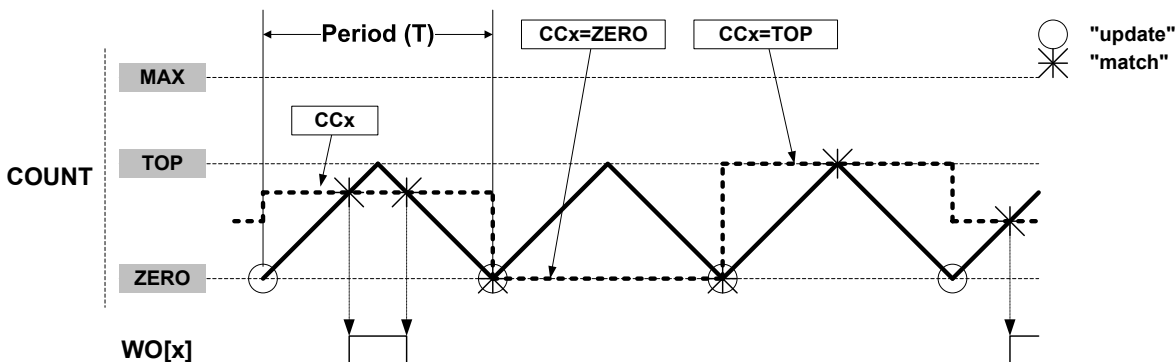 Period (T)
CCx=ZERO
CCx=TOP
"update"
"match"
MAX
CCx
COUNT
TOP
ZERO
WO[x]